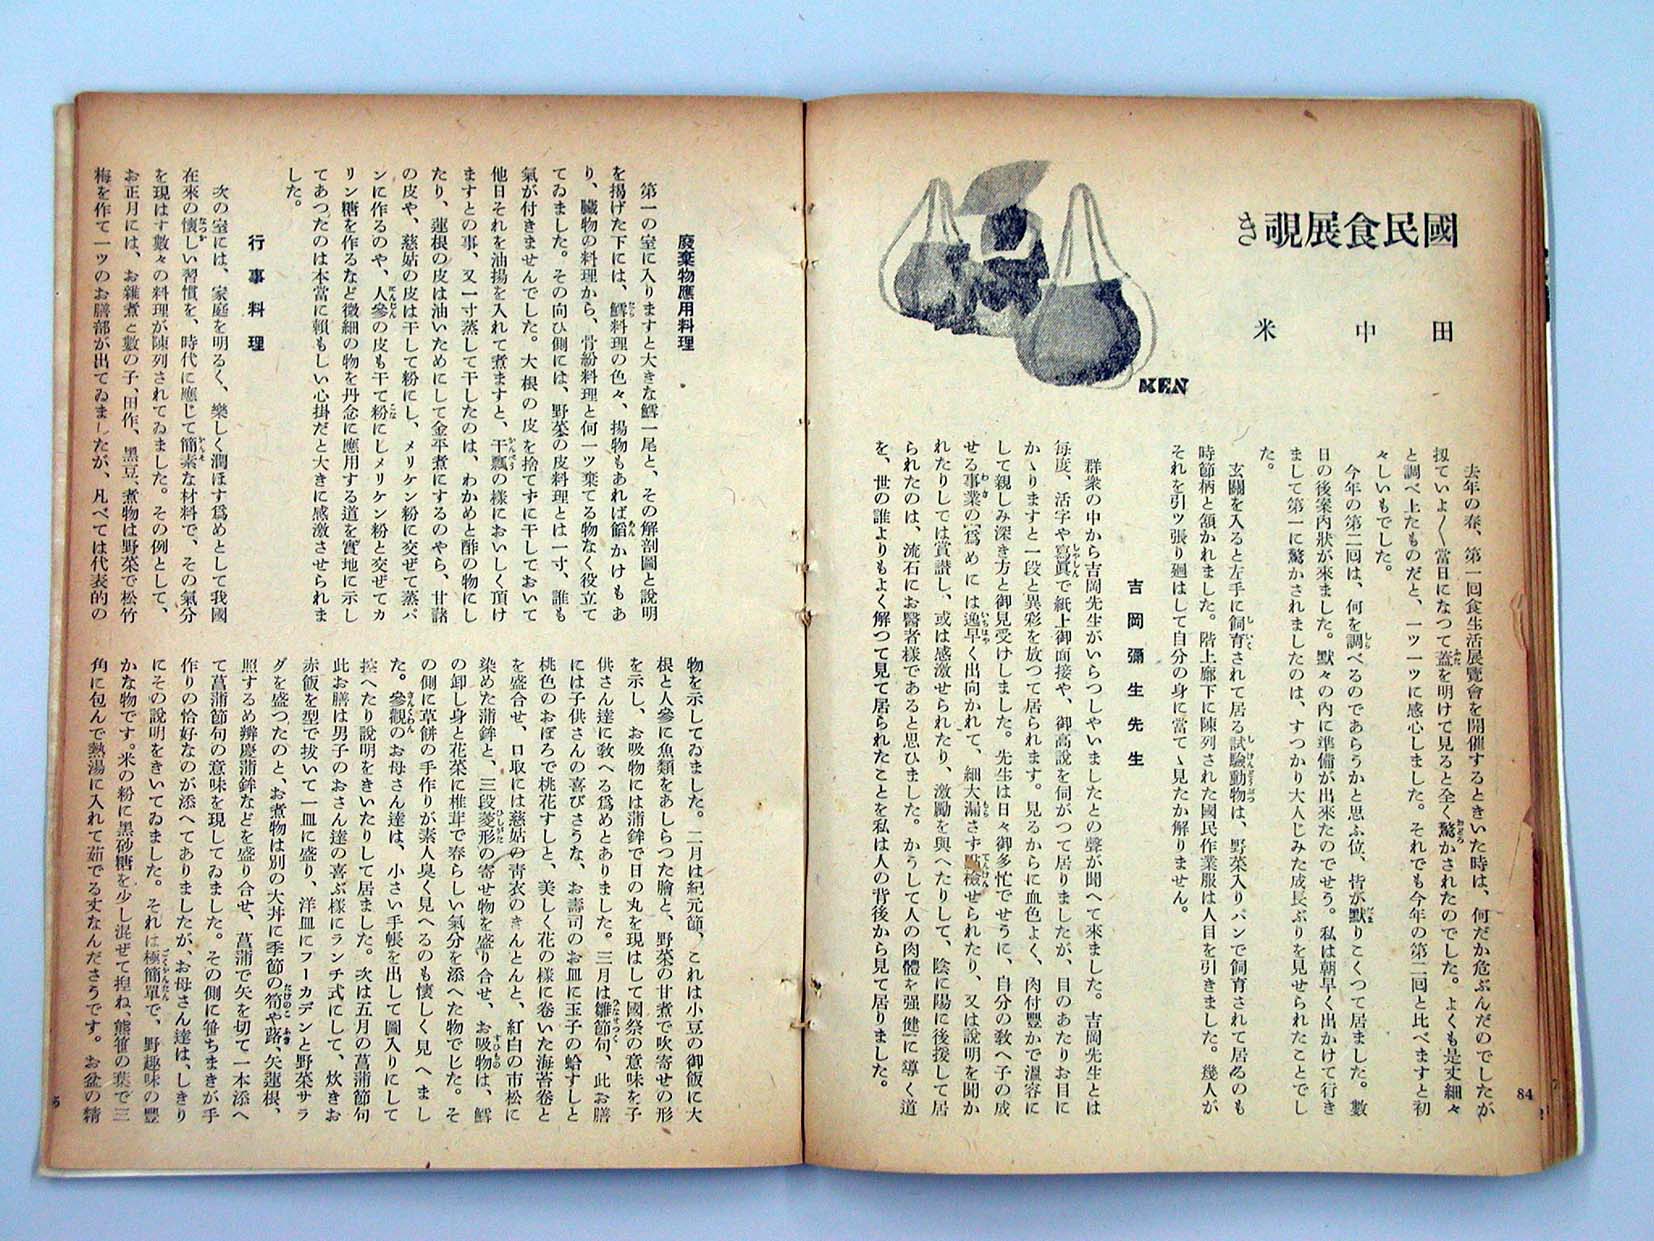 國民食展覗き
田中米
MEN
去年の春、第一回食生活展覽會を開催するときいた時は、何だか危ぶんだのでしたが
扨ていよ〳〵當日になつて蓋を明けて見ると全く驚かされたのでした。よくも是丈細々
と調べ上たものだと、一ツ一ツに感心しました。それでも今年の第二回と比べますと初
々しいもでした。
今年の第二回は、何を調べるのであらうかと思ふ位、皆が默りこくつて居ました。數
日の後案内狀が來ました。默々の内に準備が出來たのでせう。私は朝早く出かけて行き
まして第一に驚かされましたのは、すつかり大人じみた成長ぶりを見せられたことでし
た。
玄關を入ると左手に飼育されて居る試驗動物は、野菜入りパンで飼育されて居るのも
時節柄と頷かれました。階上廊下に陳列された國民作業服は人目を引きました。幾人が
それを引ッ張り廻はして自分の身に當てゝ見たか解りません。
吉岡彌生先生
群衆の中から吉岡先生がいらつしやいましたとの聲が聞へて來ました。吉岡先生とは
每度、活字や寫眞で紙上御面接や、御高說を伺がつて居りましたが、目のあたりお目に
かゝりますと一段と異彩を放つて居られます。見るからに血色よく、肉付豐かで溫容に
して親しみ深き方と御見受けしました。先生は日々御多忙でせうに、自分の敎へ子の成
せる事業の爲めには逸早く出向かれて、細大漏さず點檢せられたり、又は說明を聞か
れたりしては賞讃し、或は感激せられたり、激勵を與へたりして、陰に陽に後援して居
られたのは、流石にお醫者樣であると思ひました。かうして人の肉體を强健に導く道
を、世の誰よりもよく解つて見て居られたことを私は人の背後から見て居りました。
84
廢棄物應用料理
第一の室に入りますと大きな鱈一尾と、その解剖圖と說明
を揭げた下には、鱈料理の色々、揚物もあれば餡かけもあ
り、臟物の料理から、骨粉料理と何一ツ棄てる物なく役立て
てゐました。その向ひ側には、野菜の皮料理とは一寸、誰も
氣が付きませんでした。大根の皮を捨てずに干しておいて
他日それを油揚を入れて煮ますと、干瓢の樣においしく頂け
ますとの事、又一寸蒸して干したのは、わかめと酢の物にし
たり、蓮根の皮は油いためにして金平煮にするのやら、甘藷
の皮や、慈姑の皮は干して粉にし、メリケン粉に交ぜて蒸パ
ンに作るのや、人參の皮も干て粉にしメリケン粉と交ぜてカ
リン糖を作るなど微細の物を丹念に應用する道を實地に示し
てあつたのは本當に賴もしい心掛だと大きに感激させられま
した。
行事料理
次の室には、家庭を明るく、樂しく潤ほす爲めとして我國
在來の懷しい習慣を、時代に應じて簡素な材料で、その氣分
を現はす數々の料理が陳列されてゐました。その例として、
お正月には、お雜煮と數の子、田作、黑豆、煮物は野菜で松竹
梅を作て一ツのお膳部が出てゐましたが、凡べては代表的の
物を示してゐました。二月は紀元節、これは小豆の御飯に大
根と人參に魚類をあしらつた膾と、野菜の甘煮で吹寄せの形
を示し、お吸物には蒲鉾で日の丸を現はして國祭の意味を子
供さん達に敎へる爲めとありました。三月は雛節句、此お膳
には子供さんの喜びさうな、お壽司のお皿に玉子の蛤すしと
桃色のおぼろで桃花すしと、美しく花の樣に卷いた海苔卷と
を盛合せ、口取には慈姑の靑衣のきんとんと、紅白の市松に
染めた蒲鉾と、三段菱形の寄せ物を盛り合せ、お吸物は、鱈
の卸し身と花菜に椎茸で春らしい氣分を添へた物でじた。そ
の側に草餠の手作りが素人臭く見へるのも懷しく見へまし
た。參觀のお母さん達は、小さい手帳を出して圖入りにして
控へたり說明をきいたりして居ました。次は五月の菖蒲節句
此お膳は男子のおさん達の喜ぶ樣にランチ式にして、炊きお
赤飯を型で拔いて一皿に盛り、洋皿にフーカデンと野菜サラ
ダを盛つたのと、お煮物は別の大丼に季節の筍や蕗、矢蓮根、
照するめ辨慶蒲鉾などを盛り合せ、菖蒲で矢を切て一本添へ
て菖蒲節句の意味を現してゐました。その側に笹ちまきが手
作りの恰好なのが添へてありましたが、お母さん達は、しきり
にその說明をきいてゐました。それは極簡單で、野趣味の豐
かな物です。米の粉に黑砂糖を少し混ぜて捏ね、熊笹の葉で三
角に包んで熱湯に入れて茹でる丈なんださうです。お盆の精